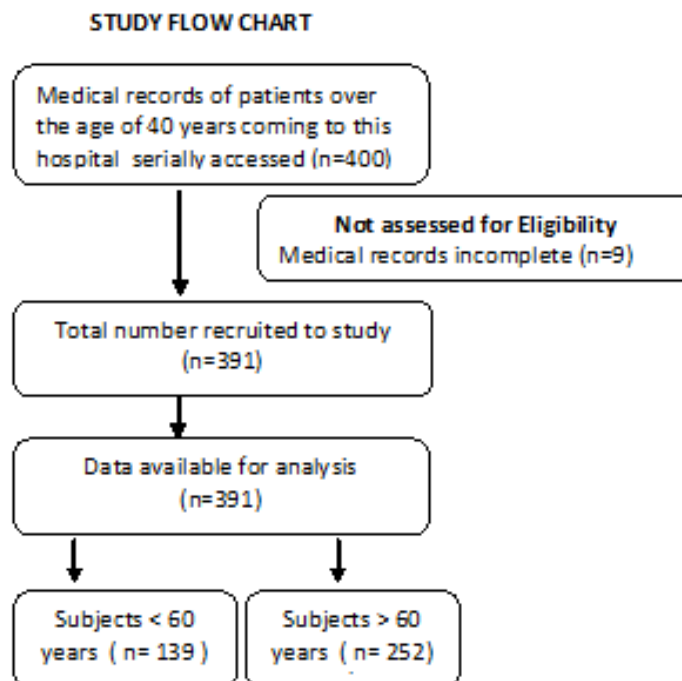 STUDY FLOW CHART
Medical records of patients over
the age of 40 years coming to this
hospital serially accessed (n=400)
Not assessed for Eligibility
Medical records incomplete (n=9)
Total number recruited to study
(n=391)
Data available for analysis
(n=391)
Subjects < 60
years ( n= 139 )
Subjects > 60
years ( n= 252)